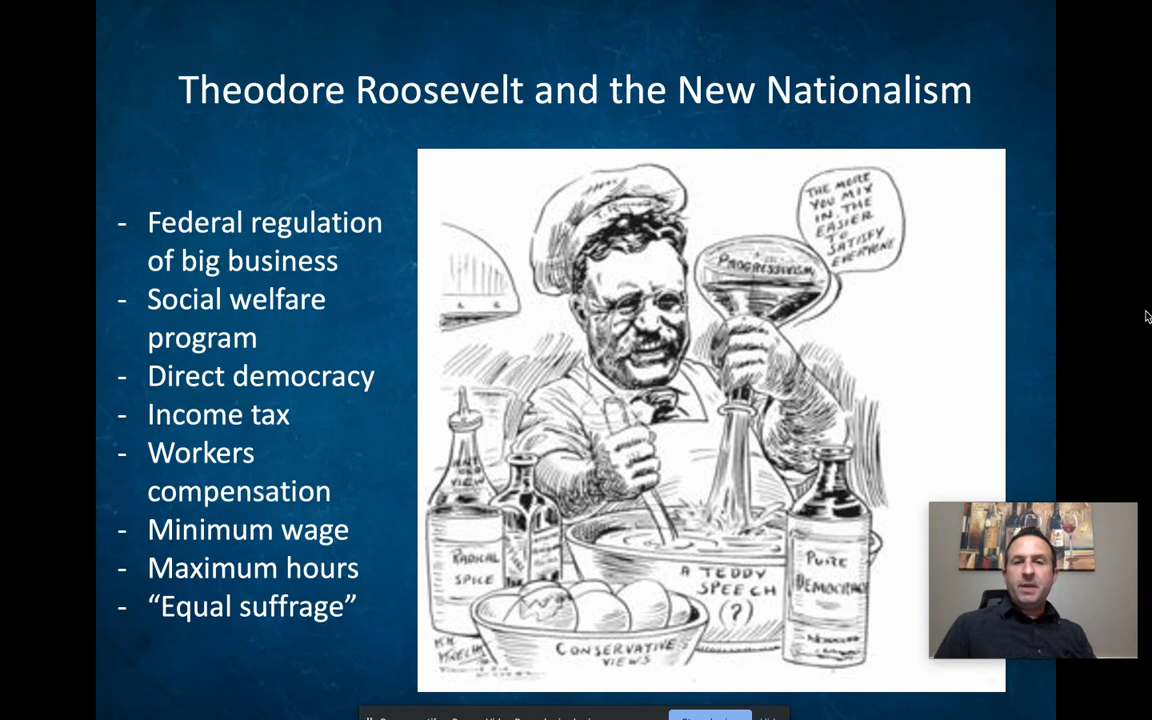 Theodore Roosevelt and the New Nationalism
- Federal regulation
of big business
- Social welfare
program
- Direct democracy
- Income tax
- Workers
compensation
- Minimum wage
- Maximum hours
- “Equal suffrage”
THE MORE
YOU MIX
IN THE
EASIER
TO
SATISFY
EVERYONE
PROGRESSIVISM
VIEW
RADICAL
SPICE
A TEDDY
SPEECH
(?)
PURE
DEMOCRACY
CONSERVATIVE
VIEWS